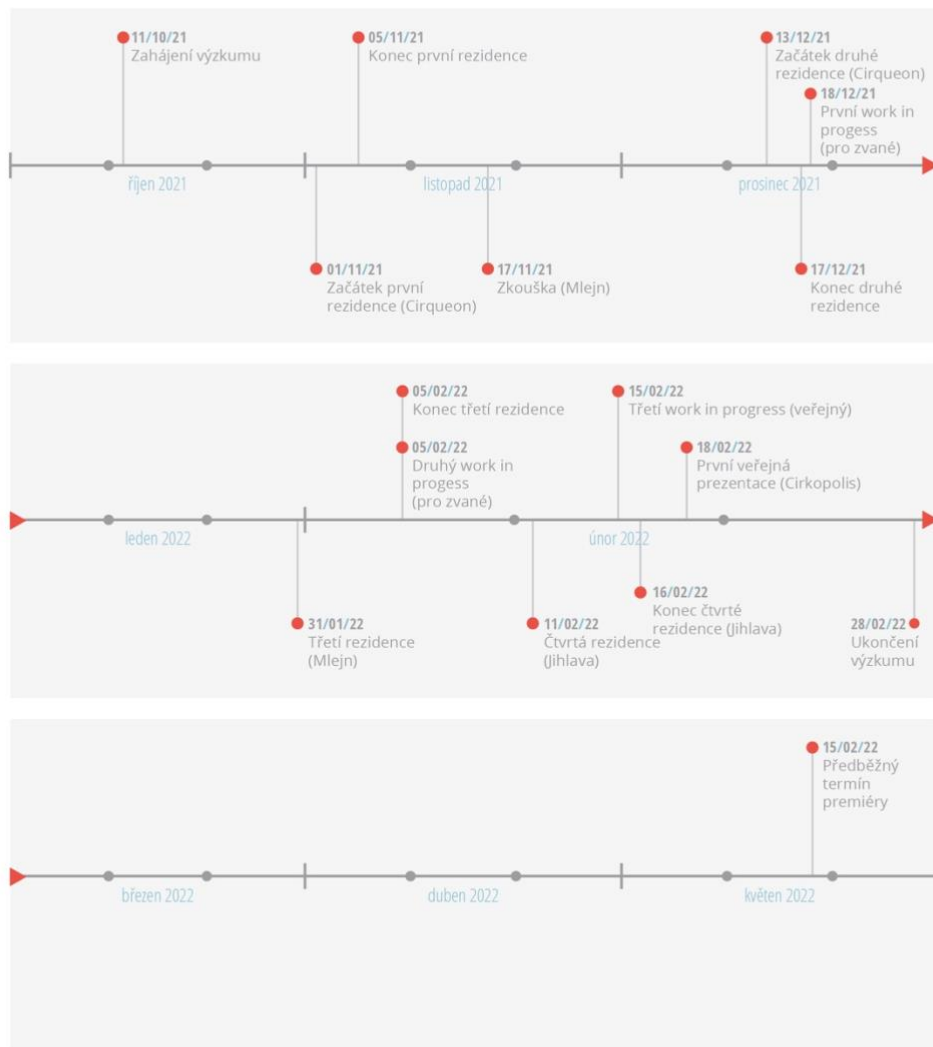 11/10/21
Zahájení výzkumu
05/11/21
Konec první rezidence
13/12/21
Začátek druhé
rezidence (Cirqueon)
18/12/21
První work in
progess
(pro zvané)
říjen 2021
listopad 2021
prosinec 2021
01/11/21
Začátek první
rezidence (Cirqueon)
17/11/21
Zkouška (Mlejn)
17/12/21
Konec druhé
rezidence
05/02/22
Konec třetí rezidence
05/02/22
Druhý work in
progess
(pro zvané)
15/02/22
Třetí work in progress (veřejný)
18/02/22
První veřejná
prezentace (Cirkopolis)
leden 2022
únor 2022
31/01/22
Třetí rezidence
(Mlejn)
11/02/22
Čtvrtá rezidence
(Jihlava)
16/02/22
Konec čtvrté
rezidence (Jihlava)
28/02/22
Ukončení
výzkumu
15/02/22
Předběžný
termín
premiéry
březen 2022
duben 2022
květen 2022